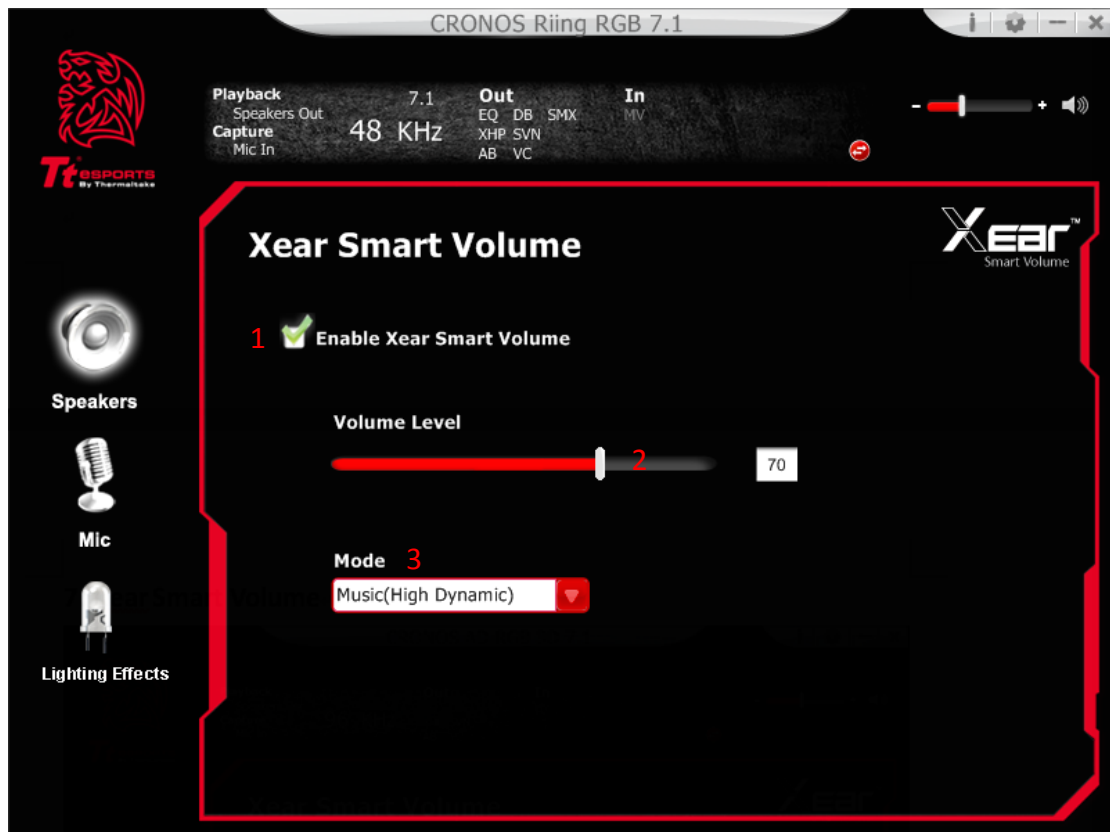 CRONOS Riing RGB 7.1
i
Playback
Speakers Out
Capture
Mic In
7.1
48 KHz
Out
EQ DB SMX
XHP SVN
AB VC
In
MV
- +
Tt eSPORTS
By Thermaltake
Xear Smart Volume
Xear™
Smart Volume
1 Enable Xear Smart Volume
Speakers
Volume Level
2 70
Mic
Mode 3
Music(High Dynamic)
Lighting Effects